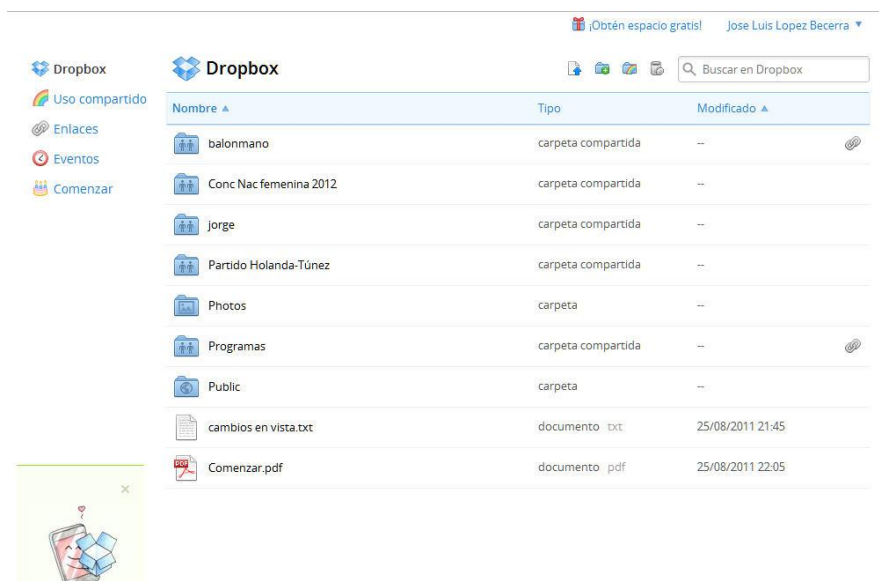 ¡Obtén espacio gratis! Jose Luis Lopez Becerra
Dropbox
Uso compartido
Enlaces
Eventos
Comenzar
Dropbox
Buscar en Dropbox
Nombre Tipo Modificado
balonmano carpeta compartida --
Conc Nac femenina 2012 carpeta compartida --
jorge carpeta compartida --
Partido Holanda-Túnez carpeta compartida --
Photos carpeta --
Programas carpeta compartida --
Public carpeta --
cambios en vista.txt documento txt 25/08/2011 21:45
PDF Comenzar.pdf documento pdf 25/08/2011 22:05